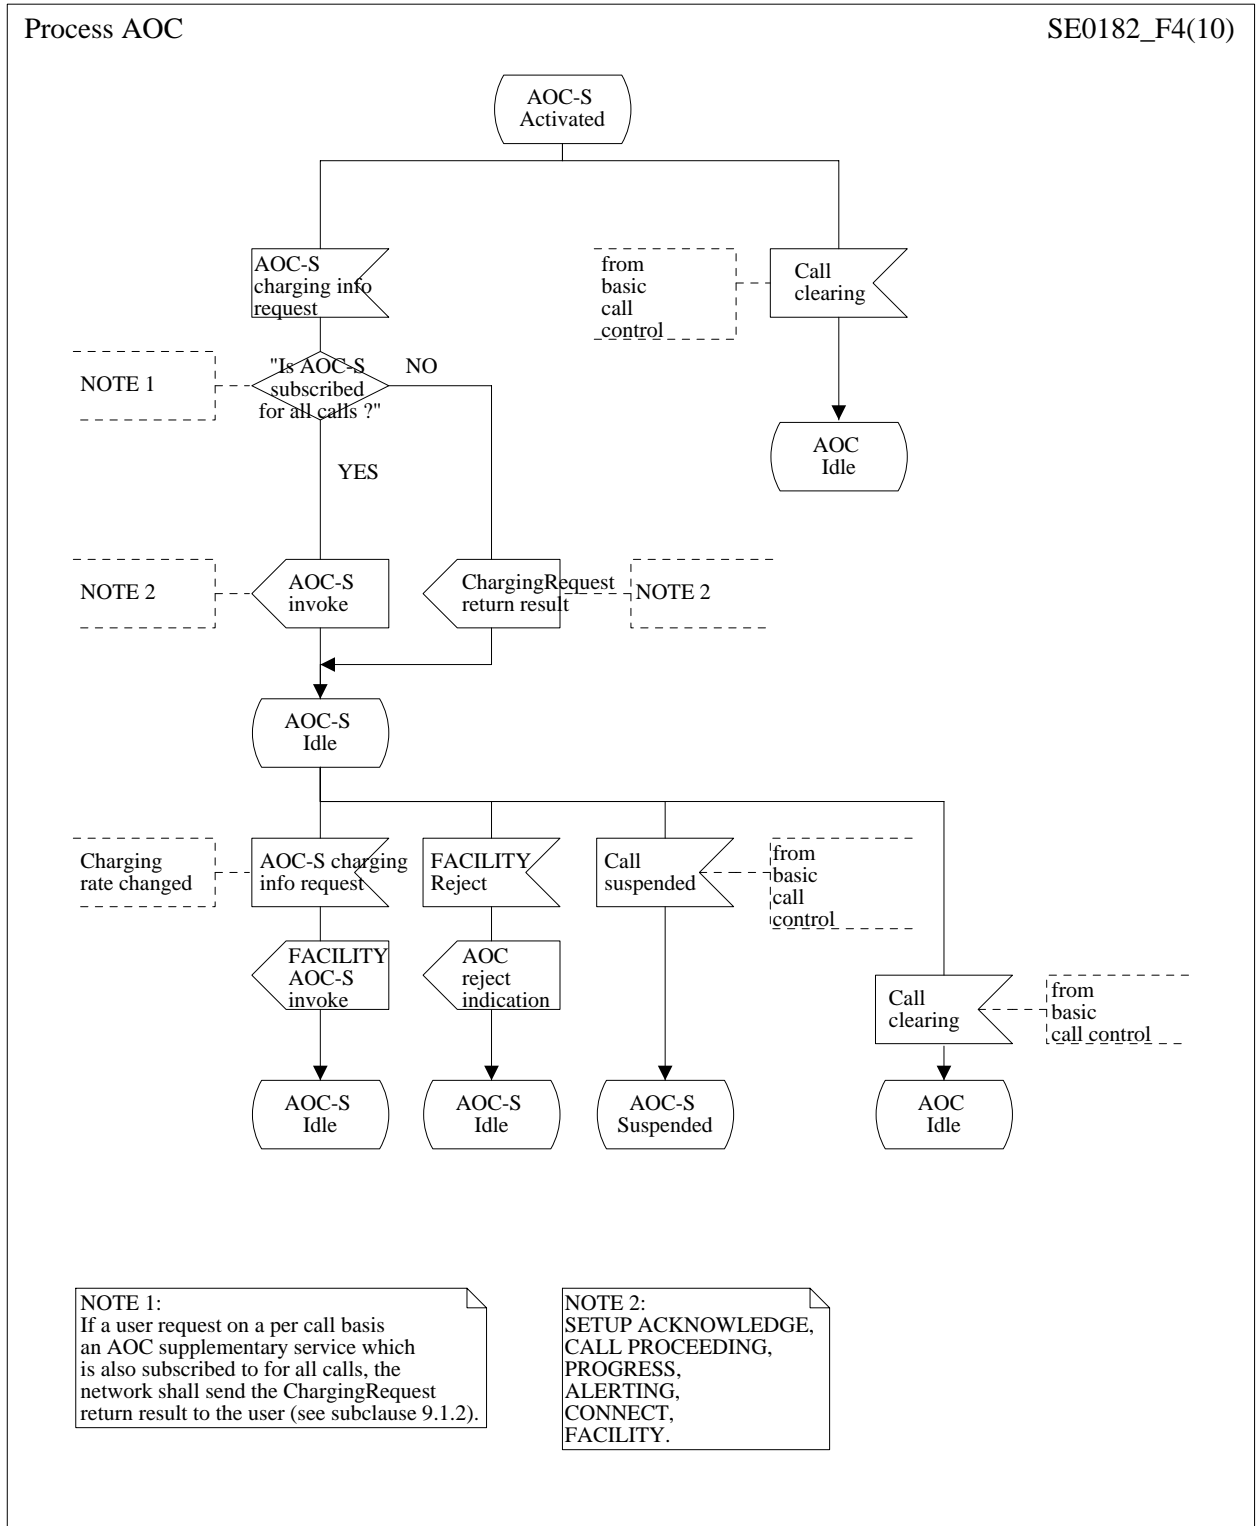 Process AOC
SE0182_F4(10)
AOC-S
Activated
AOC-S
charging info
request
from
basic
call
control
Call
clearing
NOTE 1
"Is AOC-S
subscribed
for all calls ?"
NO
YES
AOC
Idle
NOTE 2
AOC-S
invoke
ChargingRequest
return result
NOTE 2
AOC-S
Idle
Charging
rate changed
AOC-S charging
info request
FACILITY
Reject
Call
suspended
from
basic
call
control
FACILITY
AOC-S
invoke
AOC
reject
indication
Call
clearing
from
basic
call control
AOC-S
Idle
AOC-S
Idle
AOC-S
Suspended
AOC
Idle
NOTE 1:
If a user request on a per call basis
an AOC supplementary service which
is also subscribed to for all calls, the
network shall send the ChargingRequest
return result to the user (see subclause 9.1.2).
NOTE 2:
SETUP ACKNOWLEDGE,
CALL PROCEEDING,
PROGRESS,
ALERTING,
CONNECT,
FACILITY.